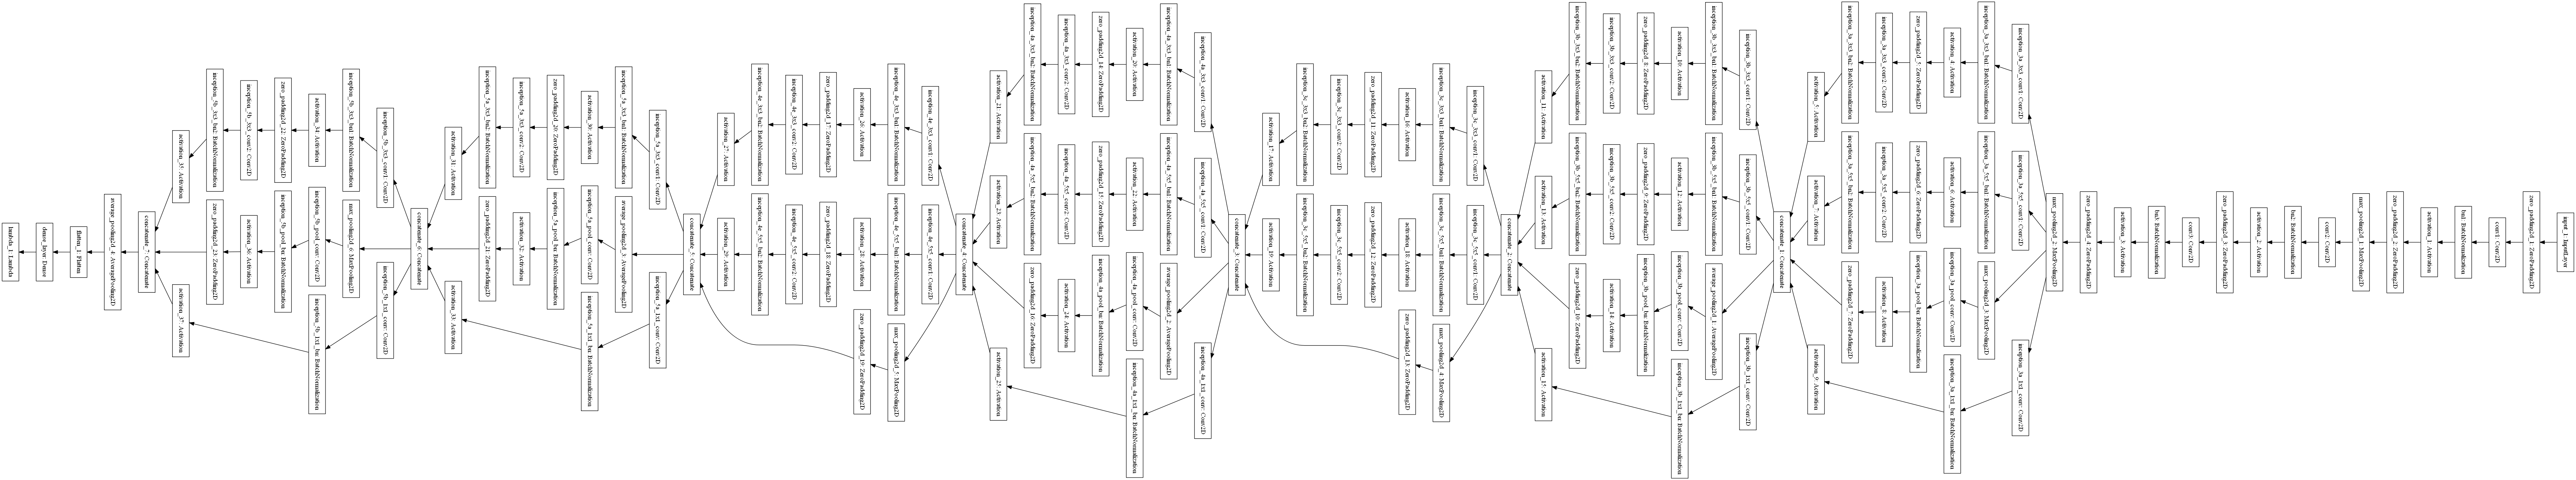 input_1: InputLayer
zero_padding2d_1: ZeroPadding2D
conv1: Conv2D
bn1: BatchNormalization
activation_1: Activation
zero_padding2d_2: ZeroPadding2D
max_pooling2d_1: MaxPooling2D
conv2: Conv2D
bn2: BatchNormalization
activation_2: Activation
zero_padding2d_3: ZeroPadding2D
conv3: Conv2D
bn3: BatchNormalization
activation_3: Activation
zero_padding2d_4: ZeroPadding2D
max_pooling2d_2: MaxPooling2D
inception_3a_3x3_conv1: Conv2D
inception_3a_5x5_conv1: Conv2D
inception_3a_1x1_conv: Conv2D
inception_3a_3x3_bn1: BatchNormalization
inception_3a_5x5_bn1: BatchNormalization
max_pooling2d_3: MaxPooling2D
activation_4: Activation
activation_6: Activation
inception_3a_pool_conv: Conv2D
inception_3a_1x1_bn: BatchNormalization
zero_padding2d_5: ZeroPadding2D
zero_padding2d_6: ZeroPadding2D
inception_3a_pool_bn: BatchNormalization
inception_3a_3x3_conv2: Conv2D
inception_3a_5x5_conv2: Conv2D
activation_8: Activation
inception_3a_3x3_bn2: BatchNormalization
inception_3a_5x5_bn2: BatchNormalization
zero_padding2d_7: ZeroPadding2D
activation_5: Activation
activation_7: Activation
activation_9: Activation
concatenate_1: Concatenate
inception_3b_3x3_conv1: Conv2D
inception_3b_5x5_conv1: Conv2D
inception_3b_1x1_conv: Conv2D
inception_3b_3x3_bn1: BatchNormalization
inception_3b_5x5_bn1: BatchNormalization
average_pooling2d_1: AveragePooling2D
activation_10: Activation
activation_12: Activation
inception_3b_pool_conv: Conv2D
inception_3b_1x1_bn: BatchNormalization
zero_padding2d_8: ZeroPadding2D
zero_padding2d_9: ZeroPadding2D
inception_3b_pool_bn: BatchNormalization
inception_3b_3x3_conv2: Conv2D
inception_3b_5x5_conv2: Conv2D
activation_14: Activation
inception_3b_3x3_bn2: BatchNormalization
inception_3b_5x5_bn2: BatchNormalization
zero_padding2d_10: ZeroPadding2D
activation_11: Activation
activation_13: Activation
activation_15: Activation
concatenate_2: Concatenate
inception_3c_3x3_conv1: Conv2D
inception_3c_5x5_conv1: Conv2D
inception_3c_3x3_bn1: BatchNormalization
inception_3c_5x5_bn1: BatchNormalization
max_pooling2d_4: MaxPooling2D
activation_16: Activation
activation_18: Activation
zero_padding2d_13: ZeroPadding2D
zero_padding2d_11: ZeroPadding2D
zero_padding2d_12: ZeroPadding2D
inception_3c_3x3_conv2: Conv2D
inception_3c_5x5_conv2: Conv2D
inception_3c_3x3_bn2: BatchNormalization
inception_3c_5x5_bn2: BatchNormalization
activation_17: Activation
activation_19: Activation
concatenate_3: Concatenate
inception_4a_3x3_conv1: Conv2D
inception_4a_5x5_conv1: Conv2D
inception_4a_1x1_conv: Conv2D
inception_4a_3x3_bn1: BatchNormalization
inception_4a_5x5_bn1: BatchNormalization
average_pooling2d_2: AveragePooling2D
activation_20: Activation
activation_22: Activation
inception_4a_pool_conv: Conv2D
inception_4a_1x1_bn: BatchNormalization
zero_padding2d_14: ZeroPadding2D
zero_padding2d_15: ZeroPadding2D
inception_4a_pool_bn: BatchNormalization
inception_4a_3x3_conv2: Conv2D
inception_4a_5x5_conv2: Conv2D
activation_24: Activation
inception_4a_3x3_bn2: BatchNormalization
inception_4a_5x5_bn2: BatchNormalization
zero_padding2d_16: ZeroPadding2D
activation_21: Activation
activation_23: Activation
activation_25: Activation
concatenate_4: Concatenate
inception_4e_3x3_conv1: Conv2D
inception_4e_5x5_conv1: Conv2D
inception_4e_3x3_bn1: BatchNormalization
inception_4e_5x5_bn1: BatchNormalization
max_pooling2d_5: MaxPooling2D
activation_26: Activation
activation_28: Activation
zero_padding2d_19: ZeroPadding2D
zero_padding2d_17: ZeroPadding2D
zero_padding2d_18: ZeroPadding2D
inception_4e_3x3_conv2: Conv2D
inception_4e_5x5_conv2: Conv2D
inception_4e_3x3_bn2: BatchNormalization
inception_4e_5x5_bn2: BatchNormalization
activation_27: Activation
activation_29: Activation
concatenate_5: Concatenate
inception_5a_3x3_conv1: Conv2D
inception_5a_1x1_conv: Conv2D
inception_5a_3x3_bn1: BatchNormalization
average_pooling2d_3: AveragePooling2D
activation_30: Activation
inception_5a_pool_conv: Conv2D
inception_5a_1x1_bn: BatchNormalization
zero_padding2d_20: ZeroPadding2D
inception_5a_pool_bn: BatchNormalization
inception_5a_3x3_conv2: Conv2D
activation_32: Activation
inception_5a_3x3_bn2: BatchNormalization
zero_padding2d_21: ZeroPadding2D
activation_31: Activation
activation_33: Activation
concatenate_6: Concatenate
inception_5b_3x3_conv1: Conv2D
inception_5b_1x1_conv: Conv2D
inception_5b_3x3_bn1: BatchNormalization
max_pooling2d_6: MaxPooling2D
activation_34: Activation
inception_5b_pool_conv: Conv2D
inception_5b_1x1_bn: BatchNormalization
zero_padding2d_22: ZeroPadding2D
inception_5b_pool_bn: BatchNormalization
inception_5b_3x3_conv2: Conv2D
activation_36: Activation
inception_5b_3x3_bn2: BatchNormalization
zero_padding2d_23: ZeroPadding2D
activation_35: Activation
activation_37: Activation
concatenate_7: Concatenate
average_pooling2d_4: AveragePooling2D
flatten_1: Flatten
dense_layer: Dense
lambda_1: Lambda